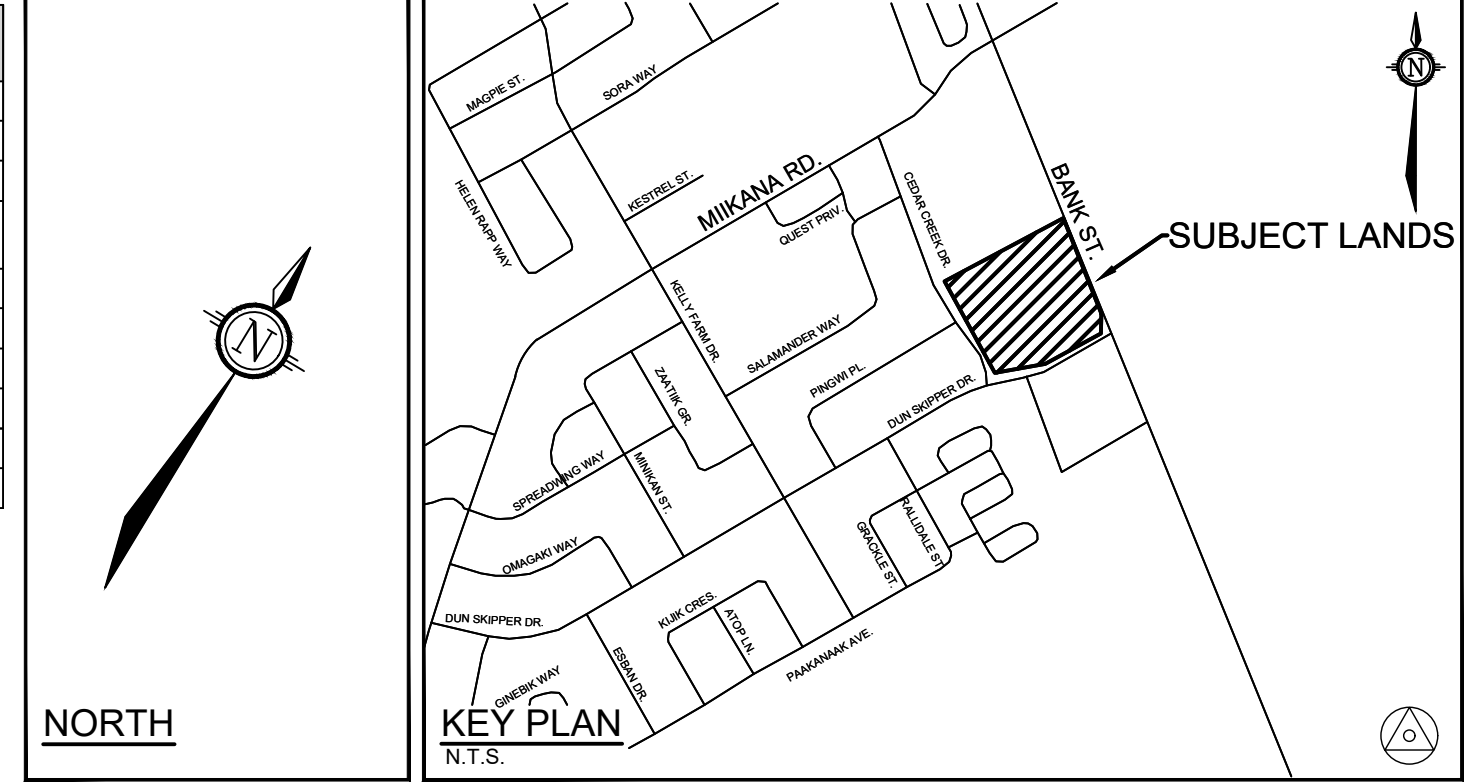 N
NORTH
MAGPIE ST.
SORA WAY
HELEN RAPP WAY
KESTREL ST.
MIIKANA RD.
QUEST PRIV.
CEDAR CREEK DR.
BANK ST.
N
SUBJECT LANDS
KELLY FARM DR.
SALAMANDER WAY
ZAATIIK GR.
PINGWI PL.
DUN SKIPPER DR.
SPREADWING WAY
MINIKAN ST.
GRACKLE ST.
RALLIDALE ST
OMAGAKI WAY
DUN SKIPPER DR.
KIJIK CRES.
ATOP LN.
PAAKANAAK AVE.
ESBAN DR.
GINEBIK WAY
KEY PLAN
N.T.S.